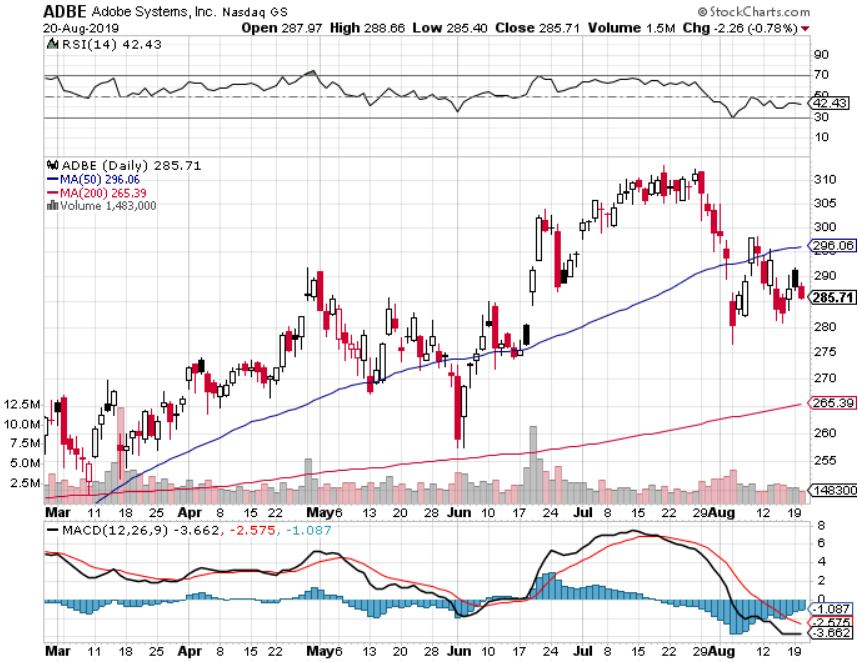 ADBE Adobe Systems, Inc. Nasdaq GS © StockCharts.com
20-Aug-2019 Open 287.97 High 288.66 Low 285.40 Close 285.71 Volume 1.5M Chg -2.26 (-0.78%)
RSI(14) 42.43
90
70
50
42.43
30
10
ADBE (Daily) 285.71
MA(50) 296.06
MA(200) 265.39
Volume 1,483,000
310
305
300
296.06
290
285.71
280
275
270
265.39
260
255
148300
12.5M
10.0M
7.5M
5.0M
2.5M
Mar 11 18 25 Apr 8 15 22 May 6 13 20 28 Jun 10 17 24 Jul 8 15 22 29 Aug 12 19
MACD(12,26,9) -3.662, -2.575, -1.087
8
6
4
2
0
-1.087
-2.575
-3.662
Mar 11 18 25 Apr 8 15 22 May 6 13 20 28 Jun 10 17 24 Jul 8 15 22 29 Aug 12 19